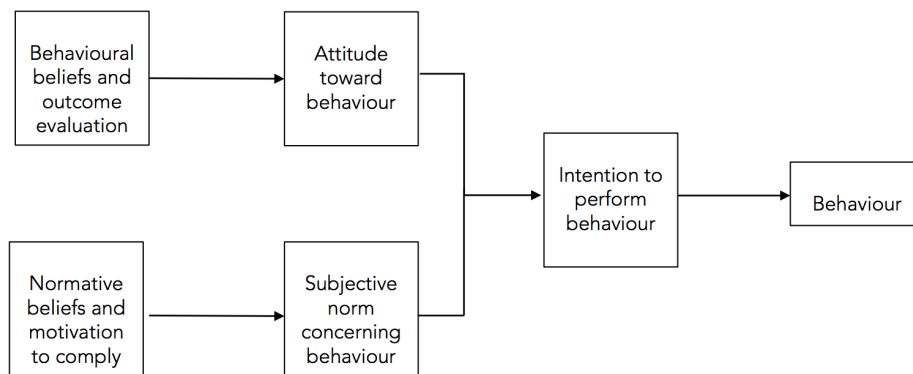 Behavioural
beliefs and
outcome
evaluation
Attitude
toward
behaviour
Intention to
perform
behaviour
Behaviour
Normative
beliefs and
motivation
to comply
Subjective
norm
concerning
behaviour